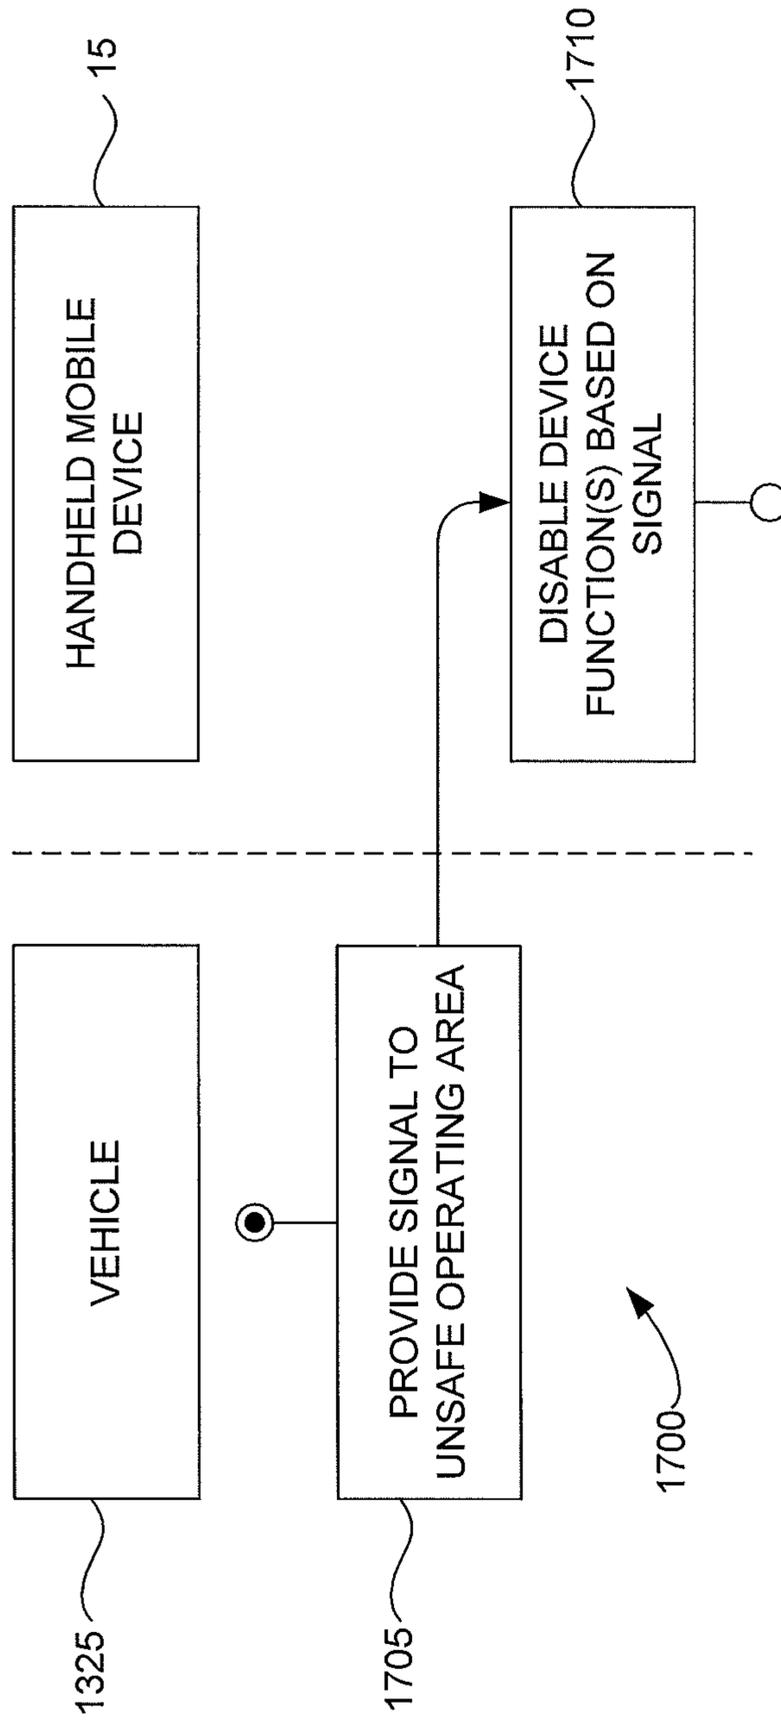 1325
VEHICLE
HANDHELD MOBILE
DEVICE
15
1705
PROVIDE SIGNAL TO
UNSAFE OPERATING AREA
DISABLE DEVICE
FUNCTION(S) BASED ON
SIGNAL
1710
1700